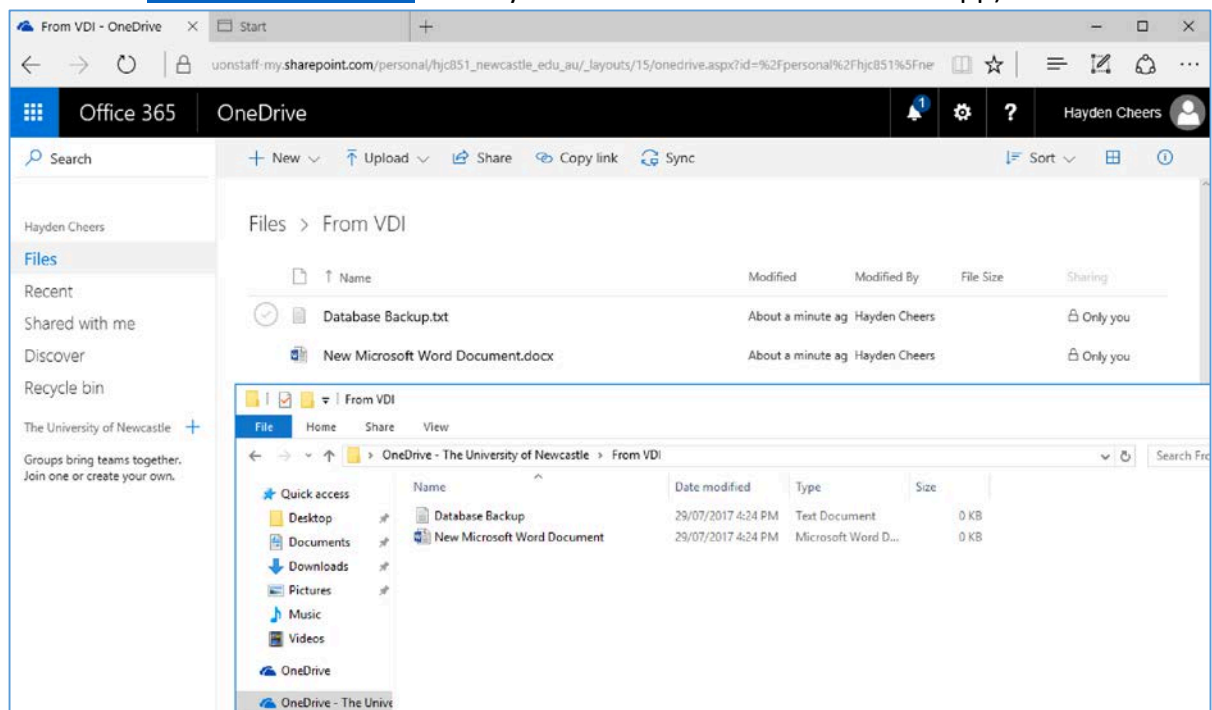 From VDI - OneDrive
Start
uonstaff-my.sharepoint.com/personal/hjc851_newcastle_edu_au/_layouts/15/onedrive.aspx?id=%2Fpersonal%2Fhjc851%5Fne
Office 365 OneDrive 1 ? Hayden Cheers
Search + New Upload Share Copy link Sync Sort
Hayden Cheers
Files > From VDI
Files
Name Modified Modified By File Size Sharing
Recent
Database Backup.txt About a minute ag Hayden Cheers Only you
Shared with me
Discover
New Microsoft Word Document.docx About a minute ag Hayden Cheers Only you
Recycle bin
The University of Newcastle +
Groups bring teams together.
Join one or create your own.
From VDI
File Home Share View
OneDrive - The University of Newcastle > From VDI Search Fro
Name Date modified Type Size
Quick access
Desktop
Documents
Downloads
Pictures
Music
Videos
OneDrive
OneDrive - The Unive
Database Backup 29/07/2017 4:24 PM Text Document 0 KB
New Microsoft Word Document 29/07/2017 4:24 PM Microsoft Word D... 0 KB